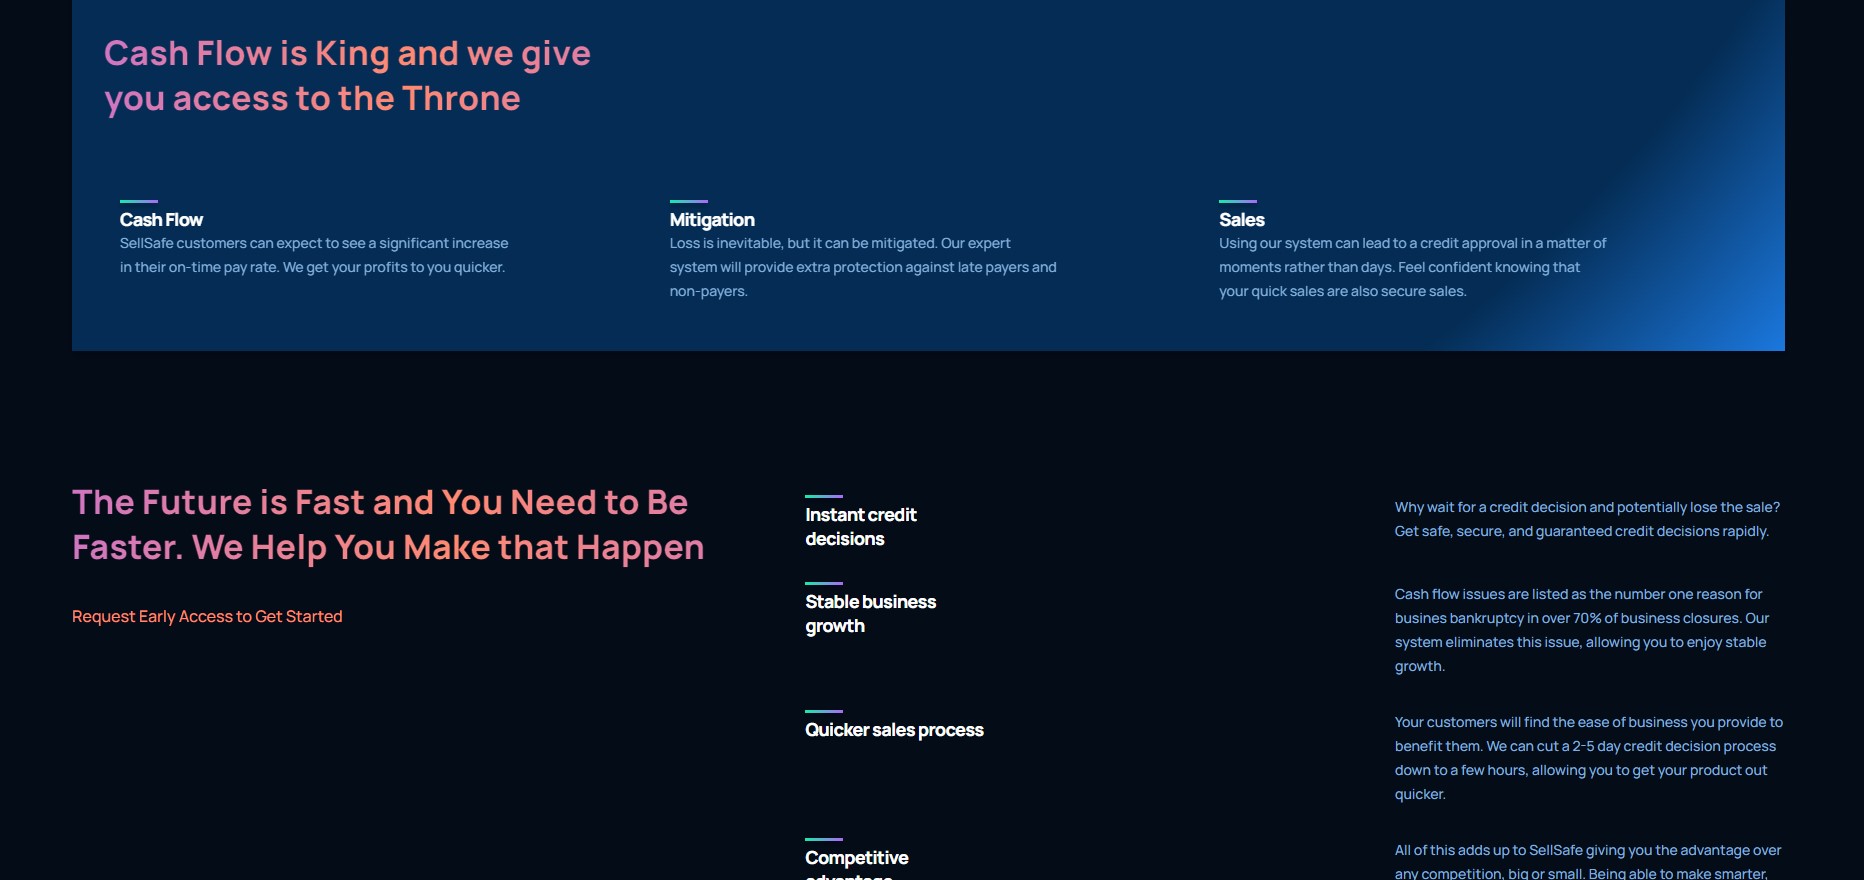 Cash Flow is King and we give
you access to the Throne
Cash Flow
SellSafe customers can expect to see a significant increase
in their on-time pay rate. We get your profits to you quicker.
Mitigation
Loss is inevitable, but it can be mitigated. Our expert
system will provide extra protection against late payers and
non-payers.
Sales
Using our system can lead to a credit approval in a matter of
moments rather than days. Feel confident knowing that
your quick sales are also secure sales.
The Future is Fast and You Need to Be
Faster. We Help You Make that Happen
Request Early Access to Get Started
Instant credit
decisions
Why wait for a credit decision and potentially lose the sale?
Get safe, secure, and guaranteed credit decisions rapidly.
Stable business
growth
Cash flow issues are listed as the number one reason for
busines bankruptcy in over 70% of business closures. Our
system eliminates this issue, allowing you to enjoy stable
growth.
Quicker sales process
Your customers will find the ease of business you provide to
benefit them. We can cut a 2-5 day credit decision process
down to a few hours, allowing you to get your product out
quicker.
Competitive
advantage
All of this adds up to SellSafe giving you the advantage over
any competition, big or small. Being able to make smarter,